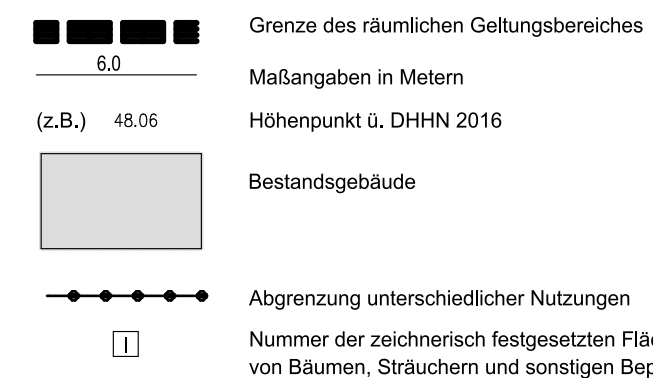 Grenze des räumlichen Geltungsbereiches
6.0
Maßangaben in Metern
(z.B.) 48.06 Höhenpunkt ü. DHHN 2016
Bestandsgebäude
Abgrenzung unterschiedlicher Nutzungen
I Nummer der zeichnerisch festgesetzten
von Bäumen, Sträuchern und sonstigen